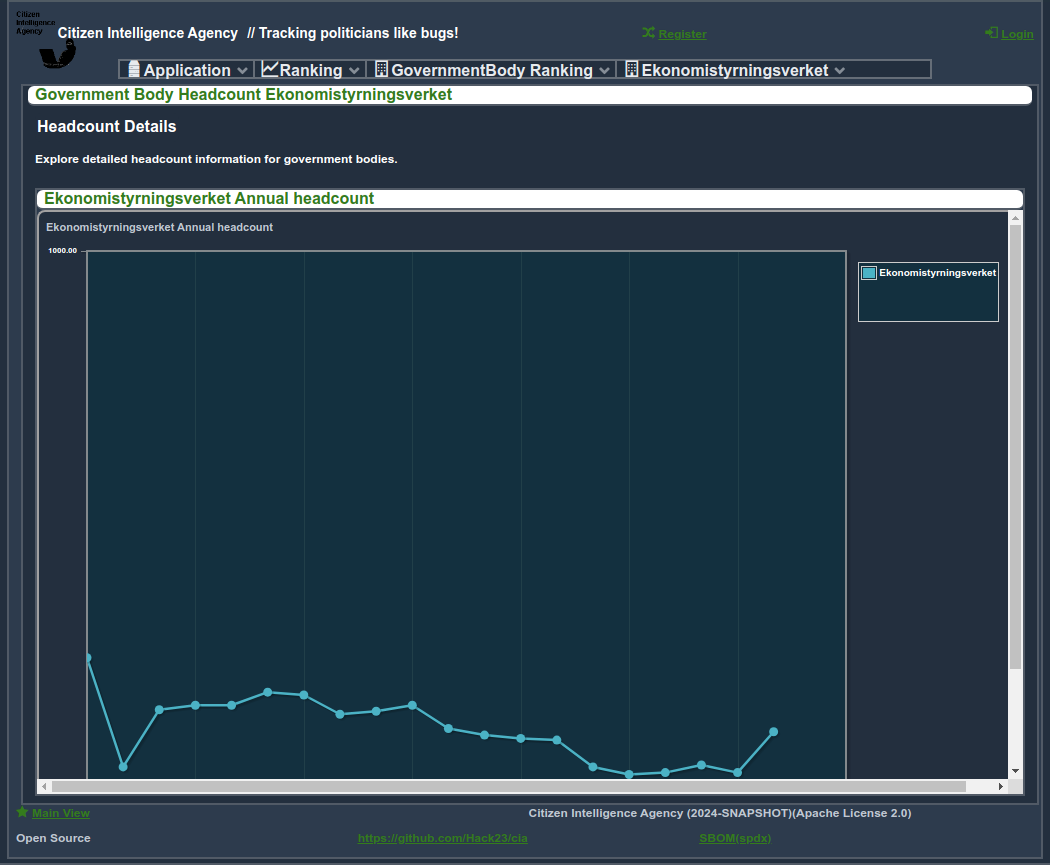 Citizen
Intelligence
Agency
Citizen Intelligence Agency // Tracking politicians like bugs!
Register
Login
Application
Ranking
GovernmentBody Ranking
Ekonomistyrningsverket
Government Body Headcount Ekonomistyrningsverket
Headcount Details
Explore detailed headcount information for government bodies.
Ekonomistyrningsverket Annual headcount
Ekonomistyrningsverket Annual headcount
1000.00
Ekonomistyrningsverket
Main View
Citizen Intelligence Agency (2024-SNAPSHOT)(Apache License 2.0)
Open Source
https://github.com/Hack23/cia
SBOM(spdx)